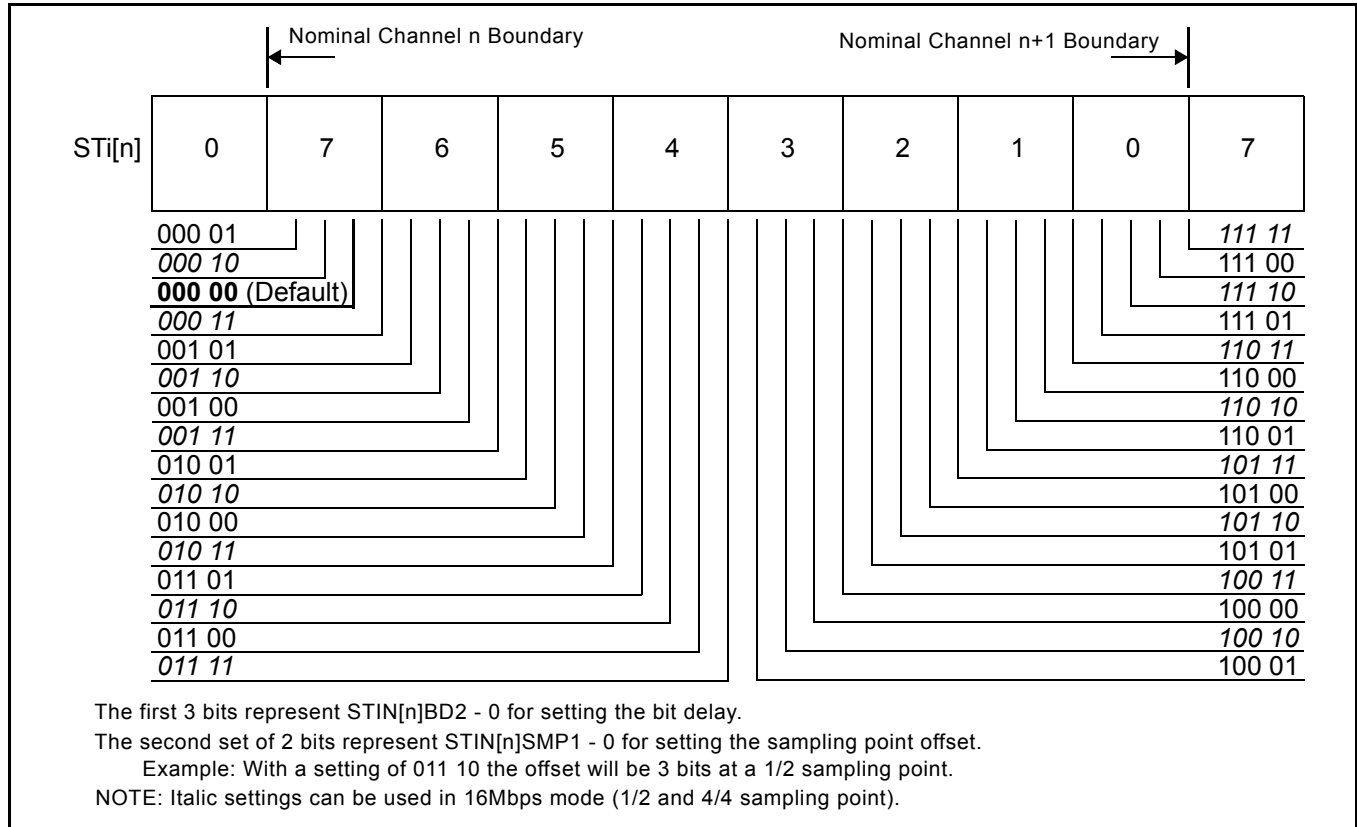 Nominal Channel n Boundary
Nominal Channel n+1 Boundary
STi[n] 0 7 6 5 4 3 2 1 0 7
000 01 111 11
000 10 111 00
000 00 (Default) 111 10
000 11 111 01
001 01 110 11
001 10 110 00
001 00 110 10
001 11 110 01
010 01 101 11
010 10 101 00
010 00 101 10
010 11 101 01
011 01 100 11
011 10 100 00
011 00 100 10
011 11 100 01
The first 3 bits represent STIN[n]BD2 - 0 for setting the bit delay.
The second set of 2 bits represent STIN[n]SMP1 - 0 for setting the sampling point offset.
Example: With a setting of 011 10 the offset will be 3 bits at a 1/2 sampling point.
NOTE: Italic settings can be used in 16Mbps mode (1/2 and 4/4 sampling point).